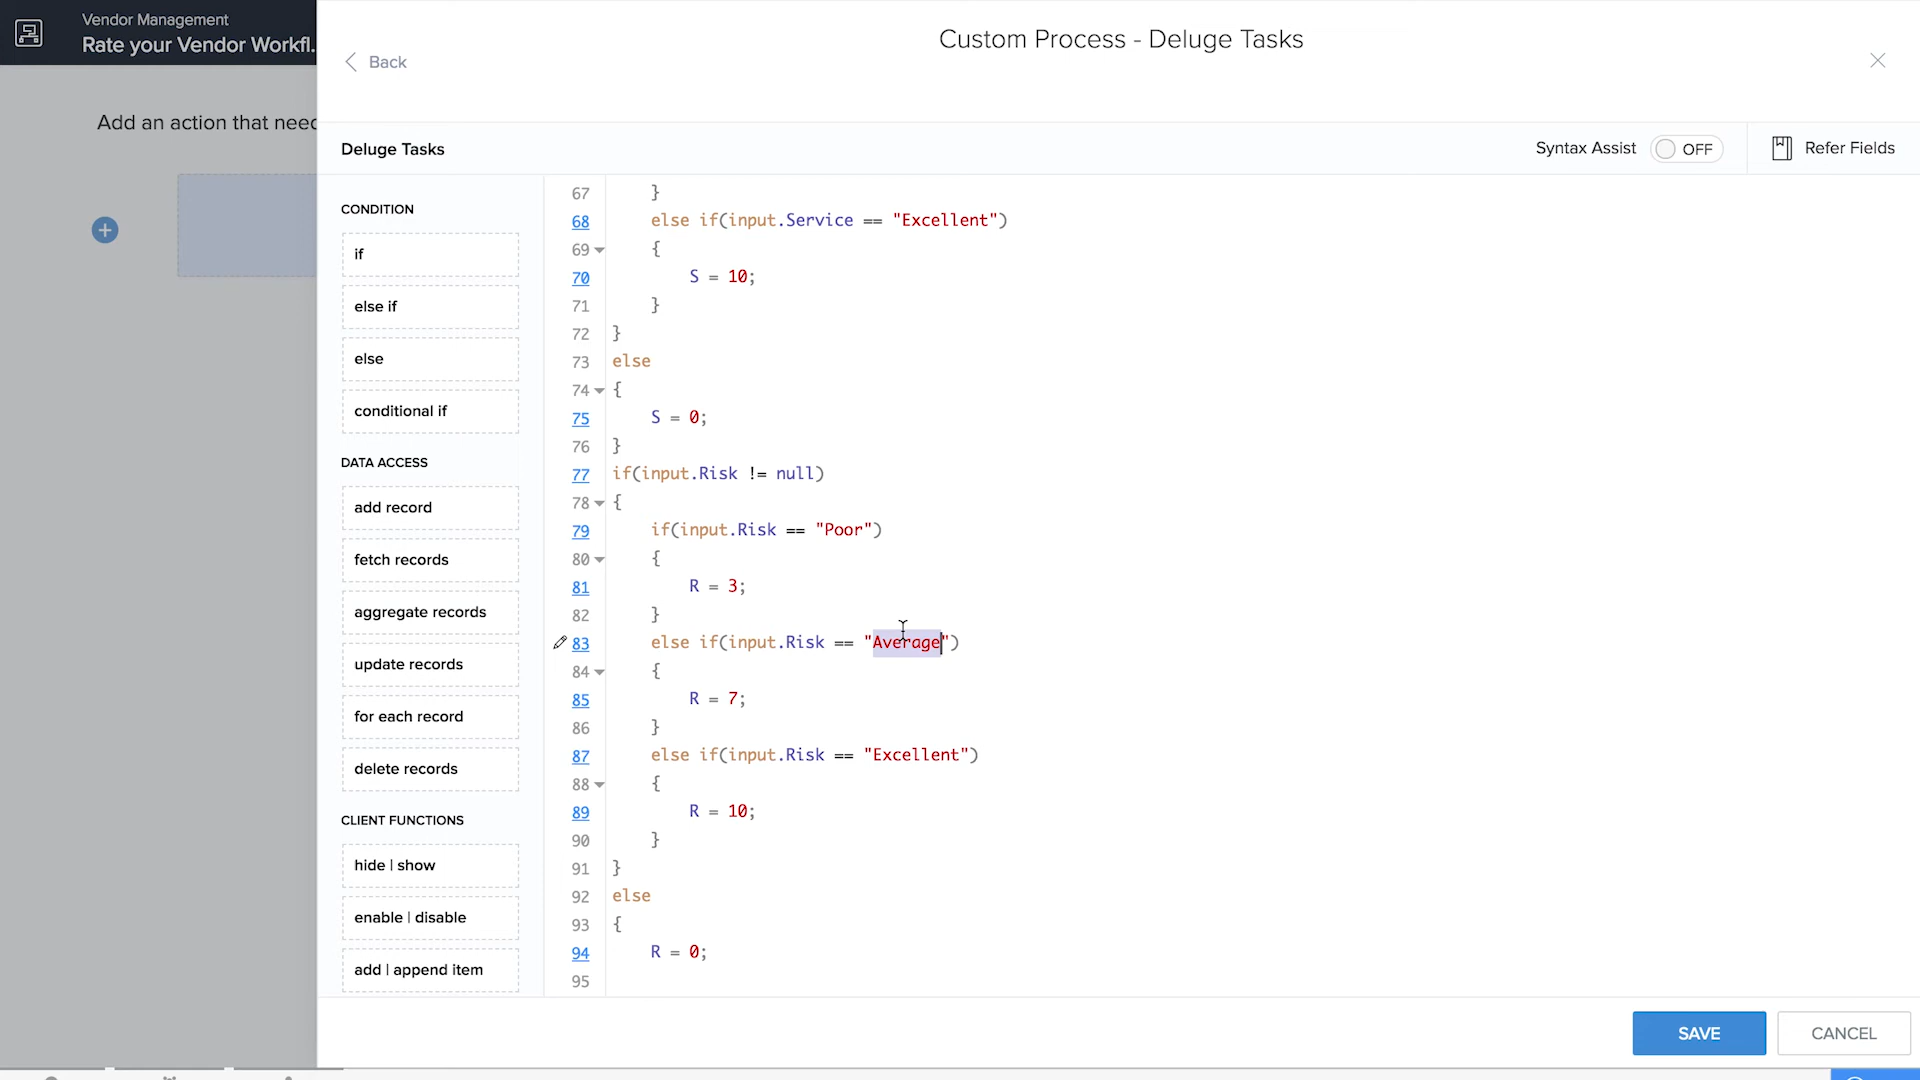 Vendor Management
Rate your Vendor Workfl.
Custom Process - Deluge Tasks
Back
Add an action that need
Deluge Tasks
Syntax Assist
OFF
Refer Fields
CONDITION
if
else if
else
conditional if
DATA ACCESS
add record
fetch records
aggregate records
update records
for each record
delete records
CLIENT FUNCTIONS
hide | show
enable | disable
add | append item
67 }
68 else if(input.Service == "Excellent")
69 {
70 S = 10;
71 }
72 }
73 else
74 {
75 S = 0;
76 }
77 if(input.Risk != null)
78 {
79 if(input.Risk == "Poor")
80 {
81 R = 3;
82 }
83 else if(input.Risk == "Average")
84 {
85 R = 7;
86 }
87 else if(input.Risk == "Excellent")
88 {
89 R = 10;
90 }
91 }
92 else
93 {
94 R = 0;
95
SAVE
CANCEL